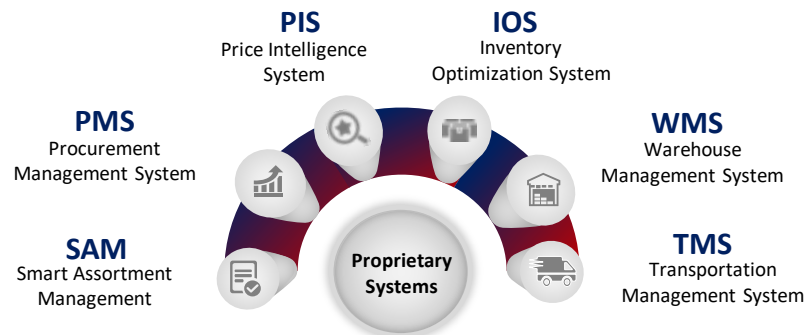 PIS
Price Intelligence
System
IOS
Inventory
Optimization System
PMS
Procurement
Management System
WMS
Warehouse
Management System
SAM
Smart Assortment
Management
Proprietary
Systems
TMS
Transportation
Management System